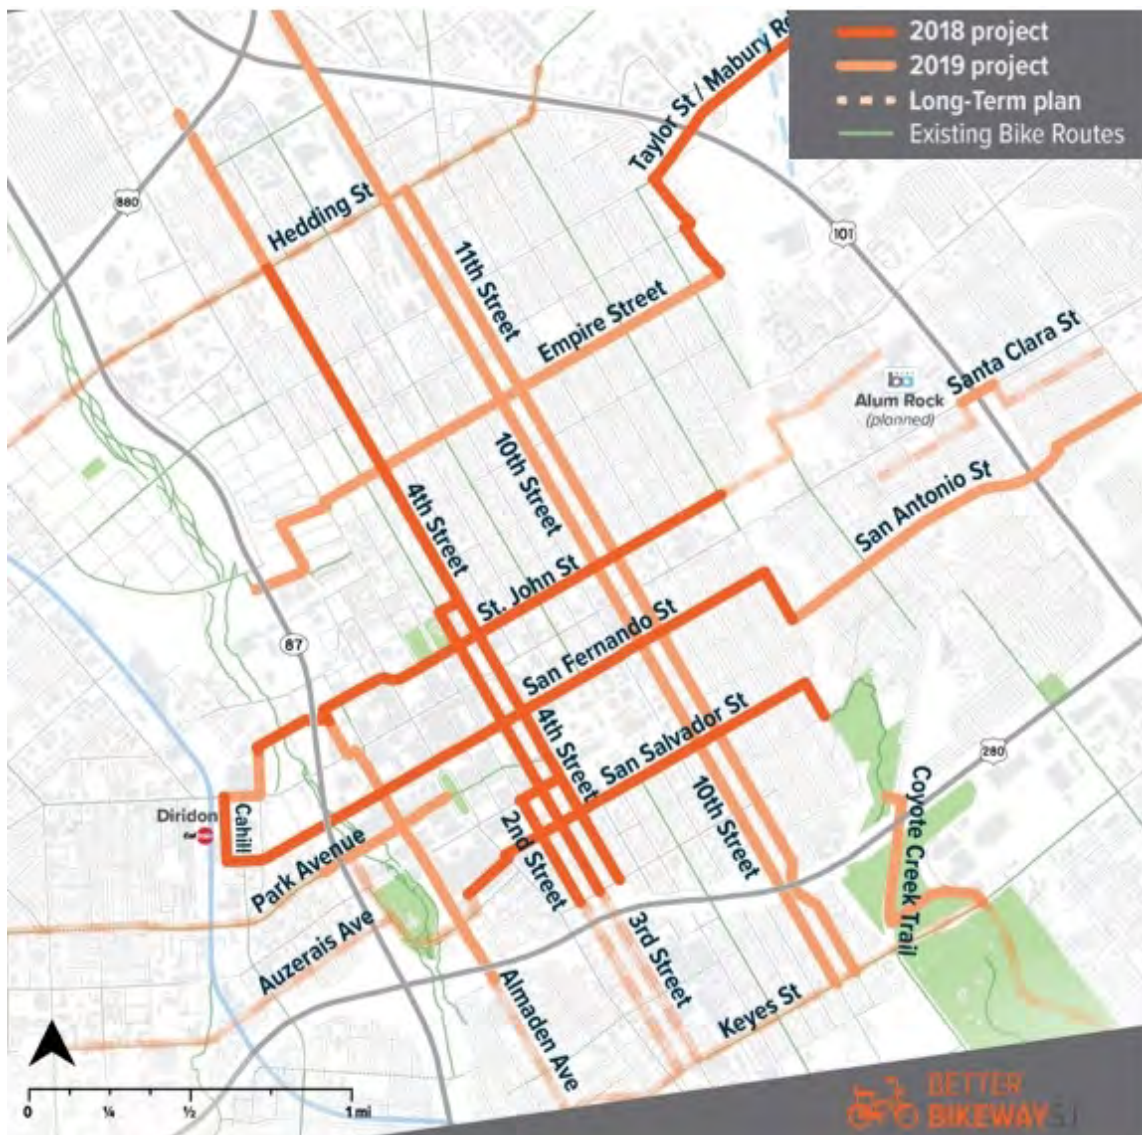 2018 project
2019 project
Long-Term plan
Existing Bike Routes
Taylor St / Mabury
880
Hedding St
101
11th Street
Empire Street
Santa Clara St
Alum Rock
(planned)
10th Street
4th Street
San Antonio St
St. John St
San Fernando St
87
4th Street
San Salvador St
280
Diridon
Cahill
10th Street
Coyote Creek Trail
2nd Street
Park Avenue
Auzerais Ave
3rd Street
Almaden Ave
Keyes St
0 ¼ ½ 1 mi
BETTER
BIKEWAYSJ